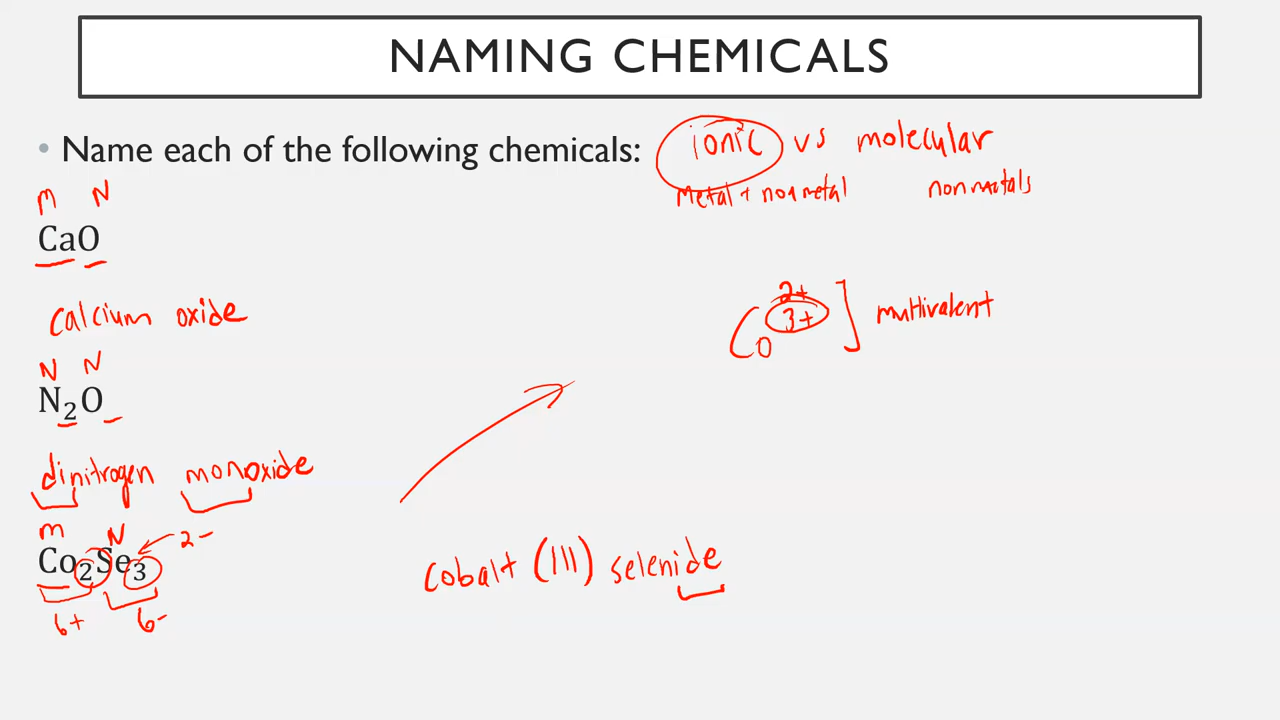 NAMING CHEMICALS
• Name each of the following chemicals: ionic vs molecular
metal + nonmetal nonmetals
M N
CaO
calcium oxide
2+
Co 3+ ] multivalent
N N
N₂O
dinitrogen monoxide
M N 2-
Co₂Se₃
cobalt (III) selenide
6+ 6-